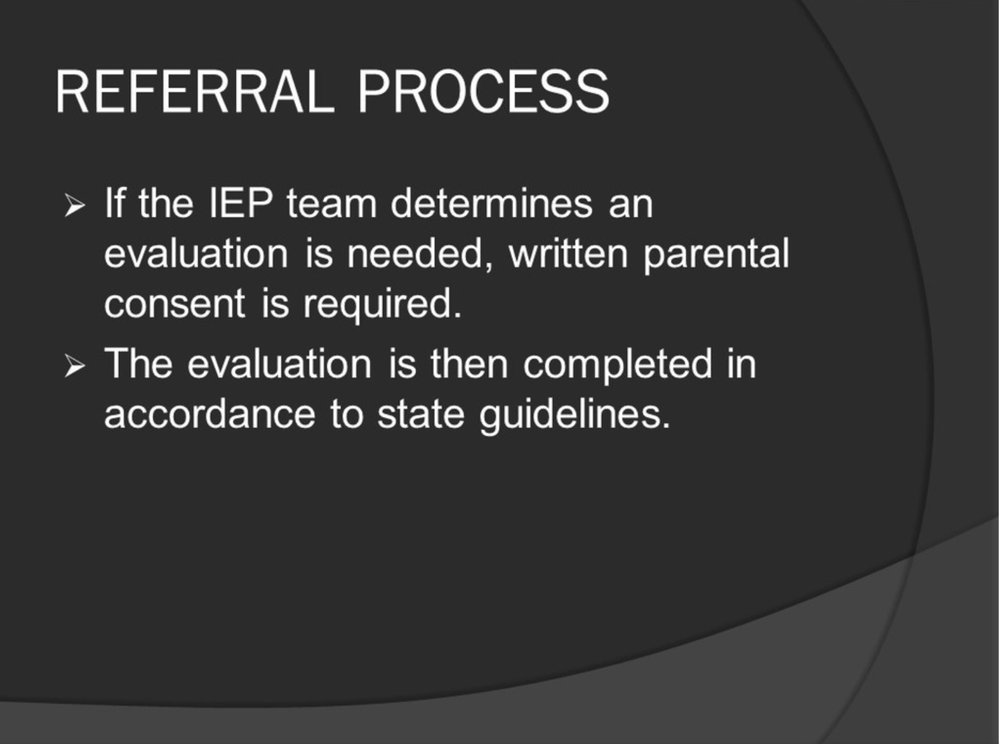 REFERRAL PROCESS
➢ If the IEP team determines an
evaluation is needed, written parental
consent is required.
➢ The evaluation is then completed in
accordance to state guidelines.